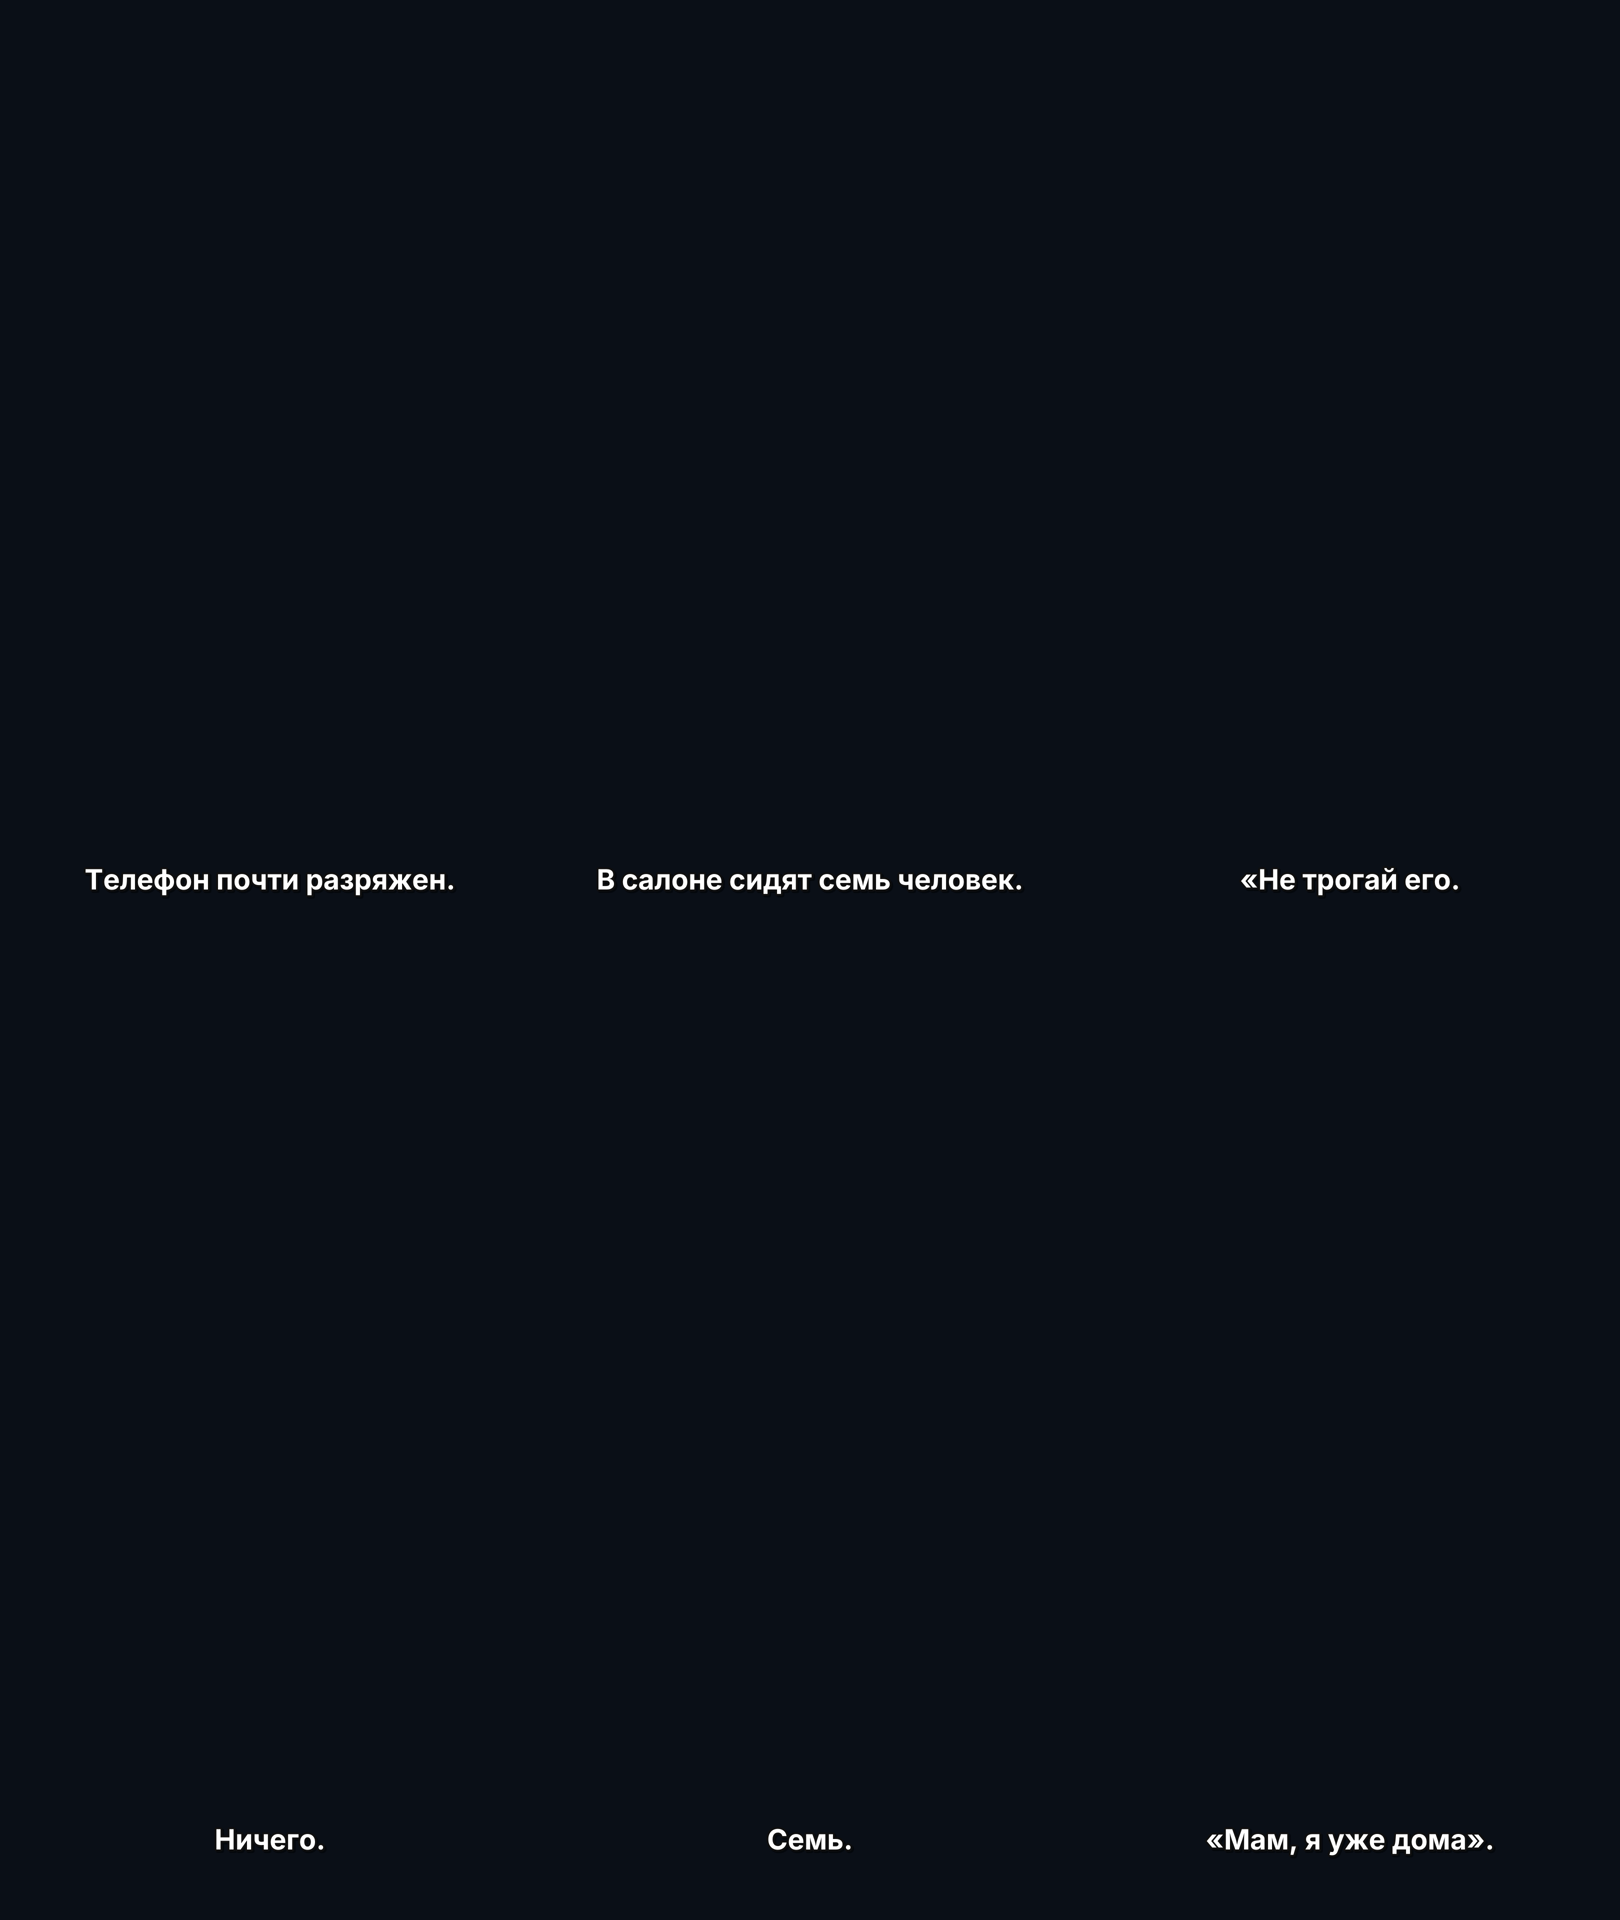 Телефон почти разряжен.
В салоне сидят семь человек.
«Не трогай его.
Ничего.
Семь.
«Мам, я уже дома».